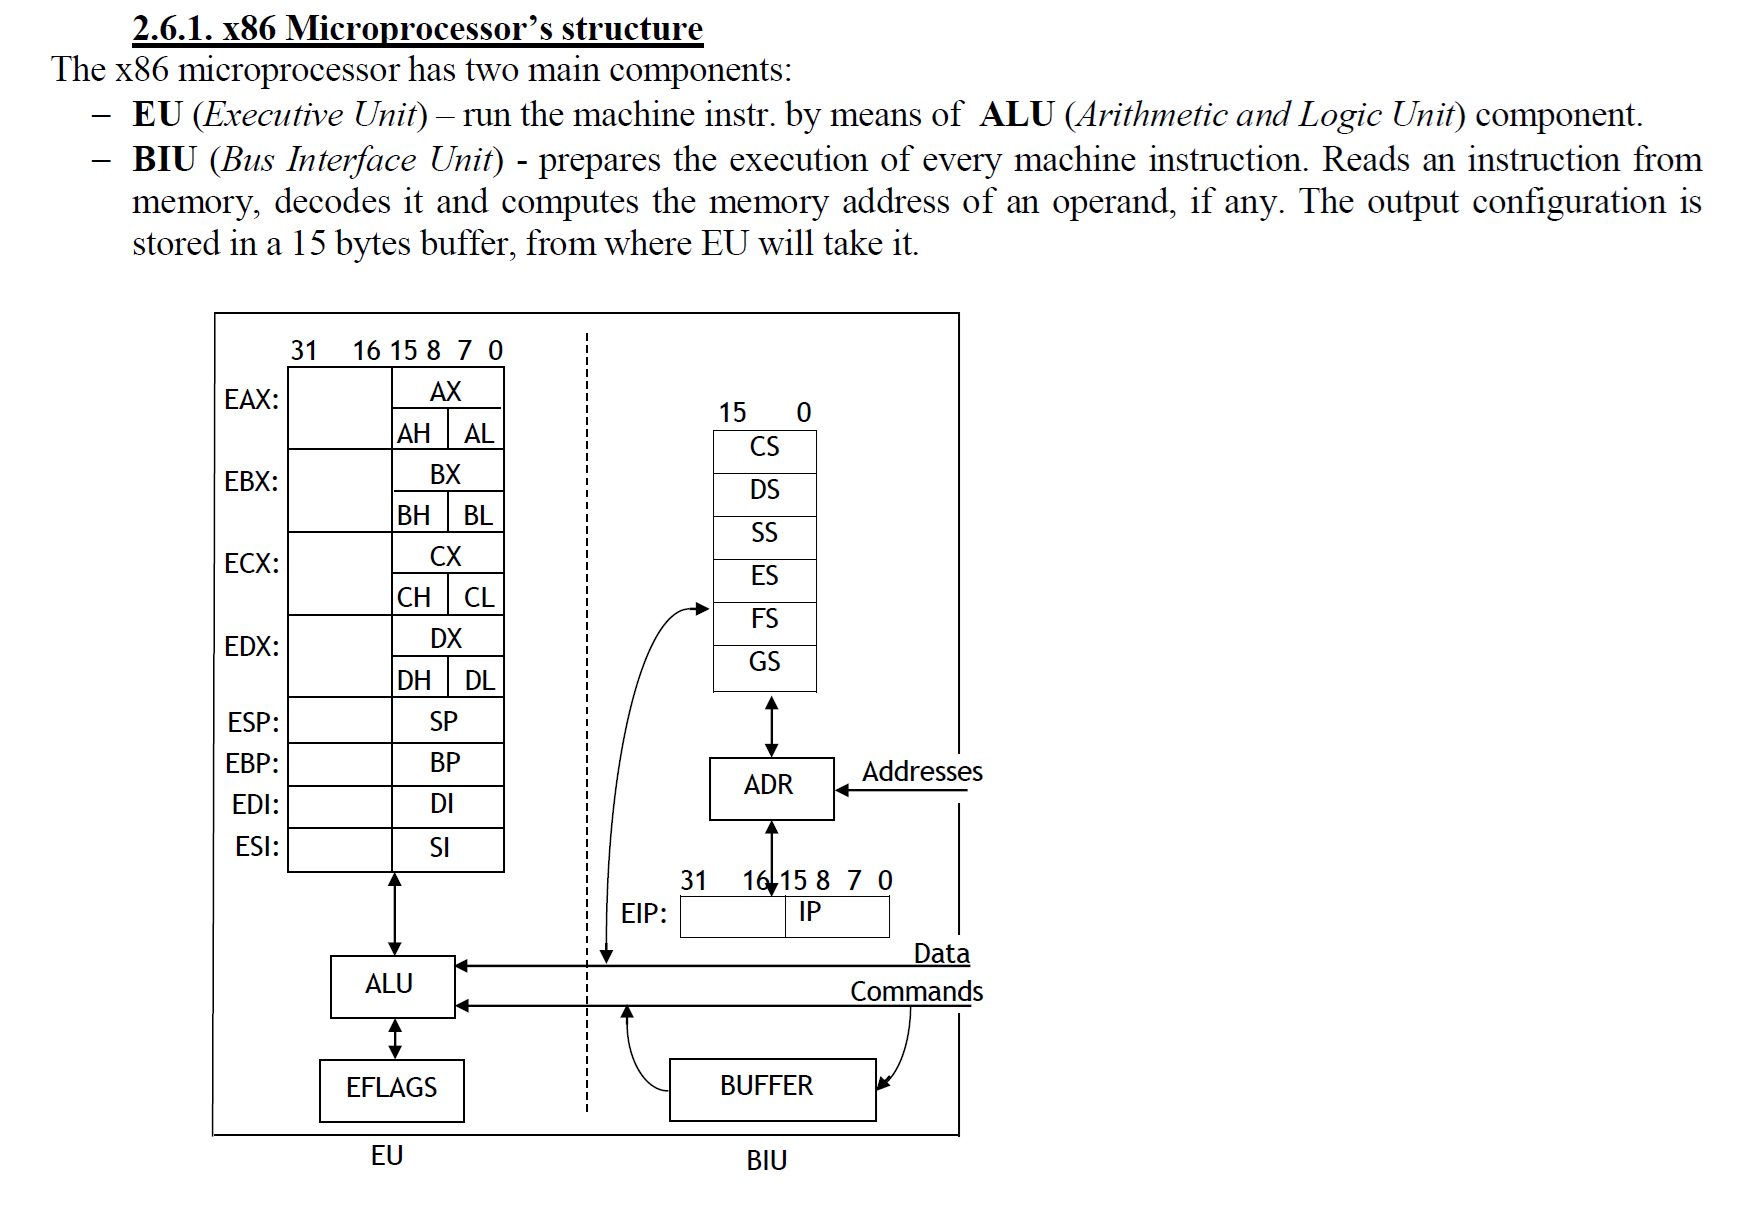 2.6.1. x86 Microprocessor’s structure
The x86 microprocessor has two main components:
– EU (Executive Unit) – run the machine instr. by means of ALU (Arithmetic and Logic Unit) component.
– BIU (Bus Interface Unit) - prepares the execution of every machine instruction. Reads an instruction from
memory, decodes it and computes the memory address of an operand, if any. The output configuration is
stored in a 15 bytes buffer, from where EU will take it.
31 16 15 8 7 0
EAX:
AX
AH AL
EBX:
BX
BH BL
ECX:
CX
CH CL
EDX:
DX
DH DL
ESP: SP
EBP: BP
EDI: DI
ESI: SI
ALU
EFLAGS
EU
15 0
CS
DS
SS
ES
FS
GS
ADR
Addresses
31 16 15 8 7 0
EIP: IP
Data
Commands
BUFFER
BIU